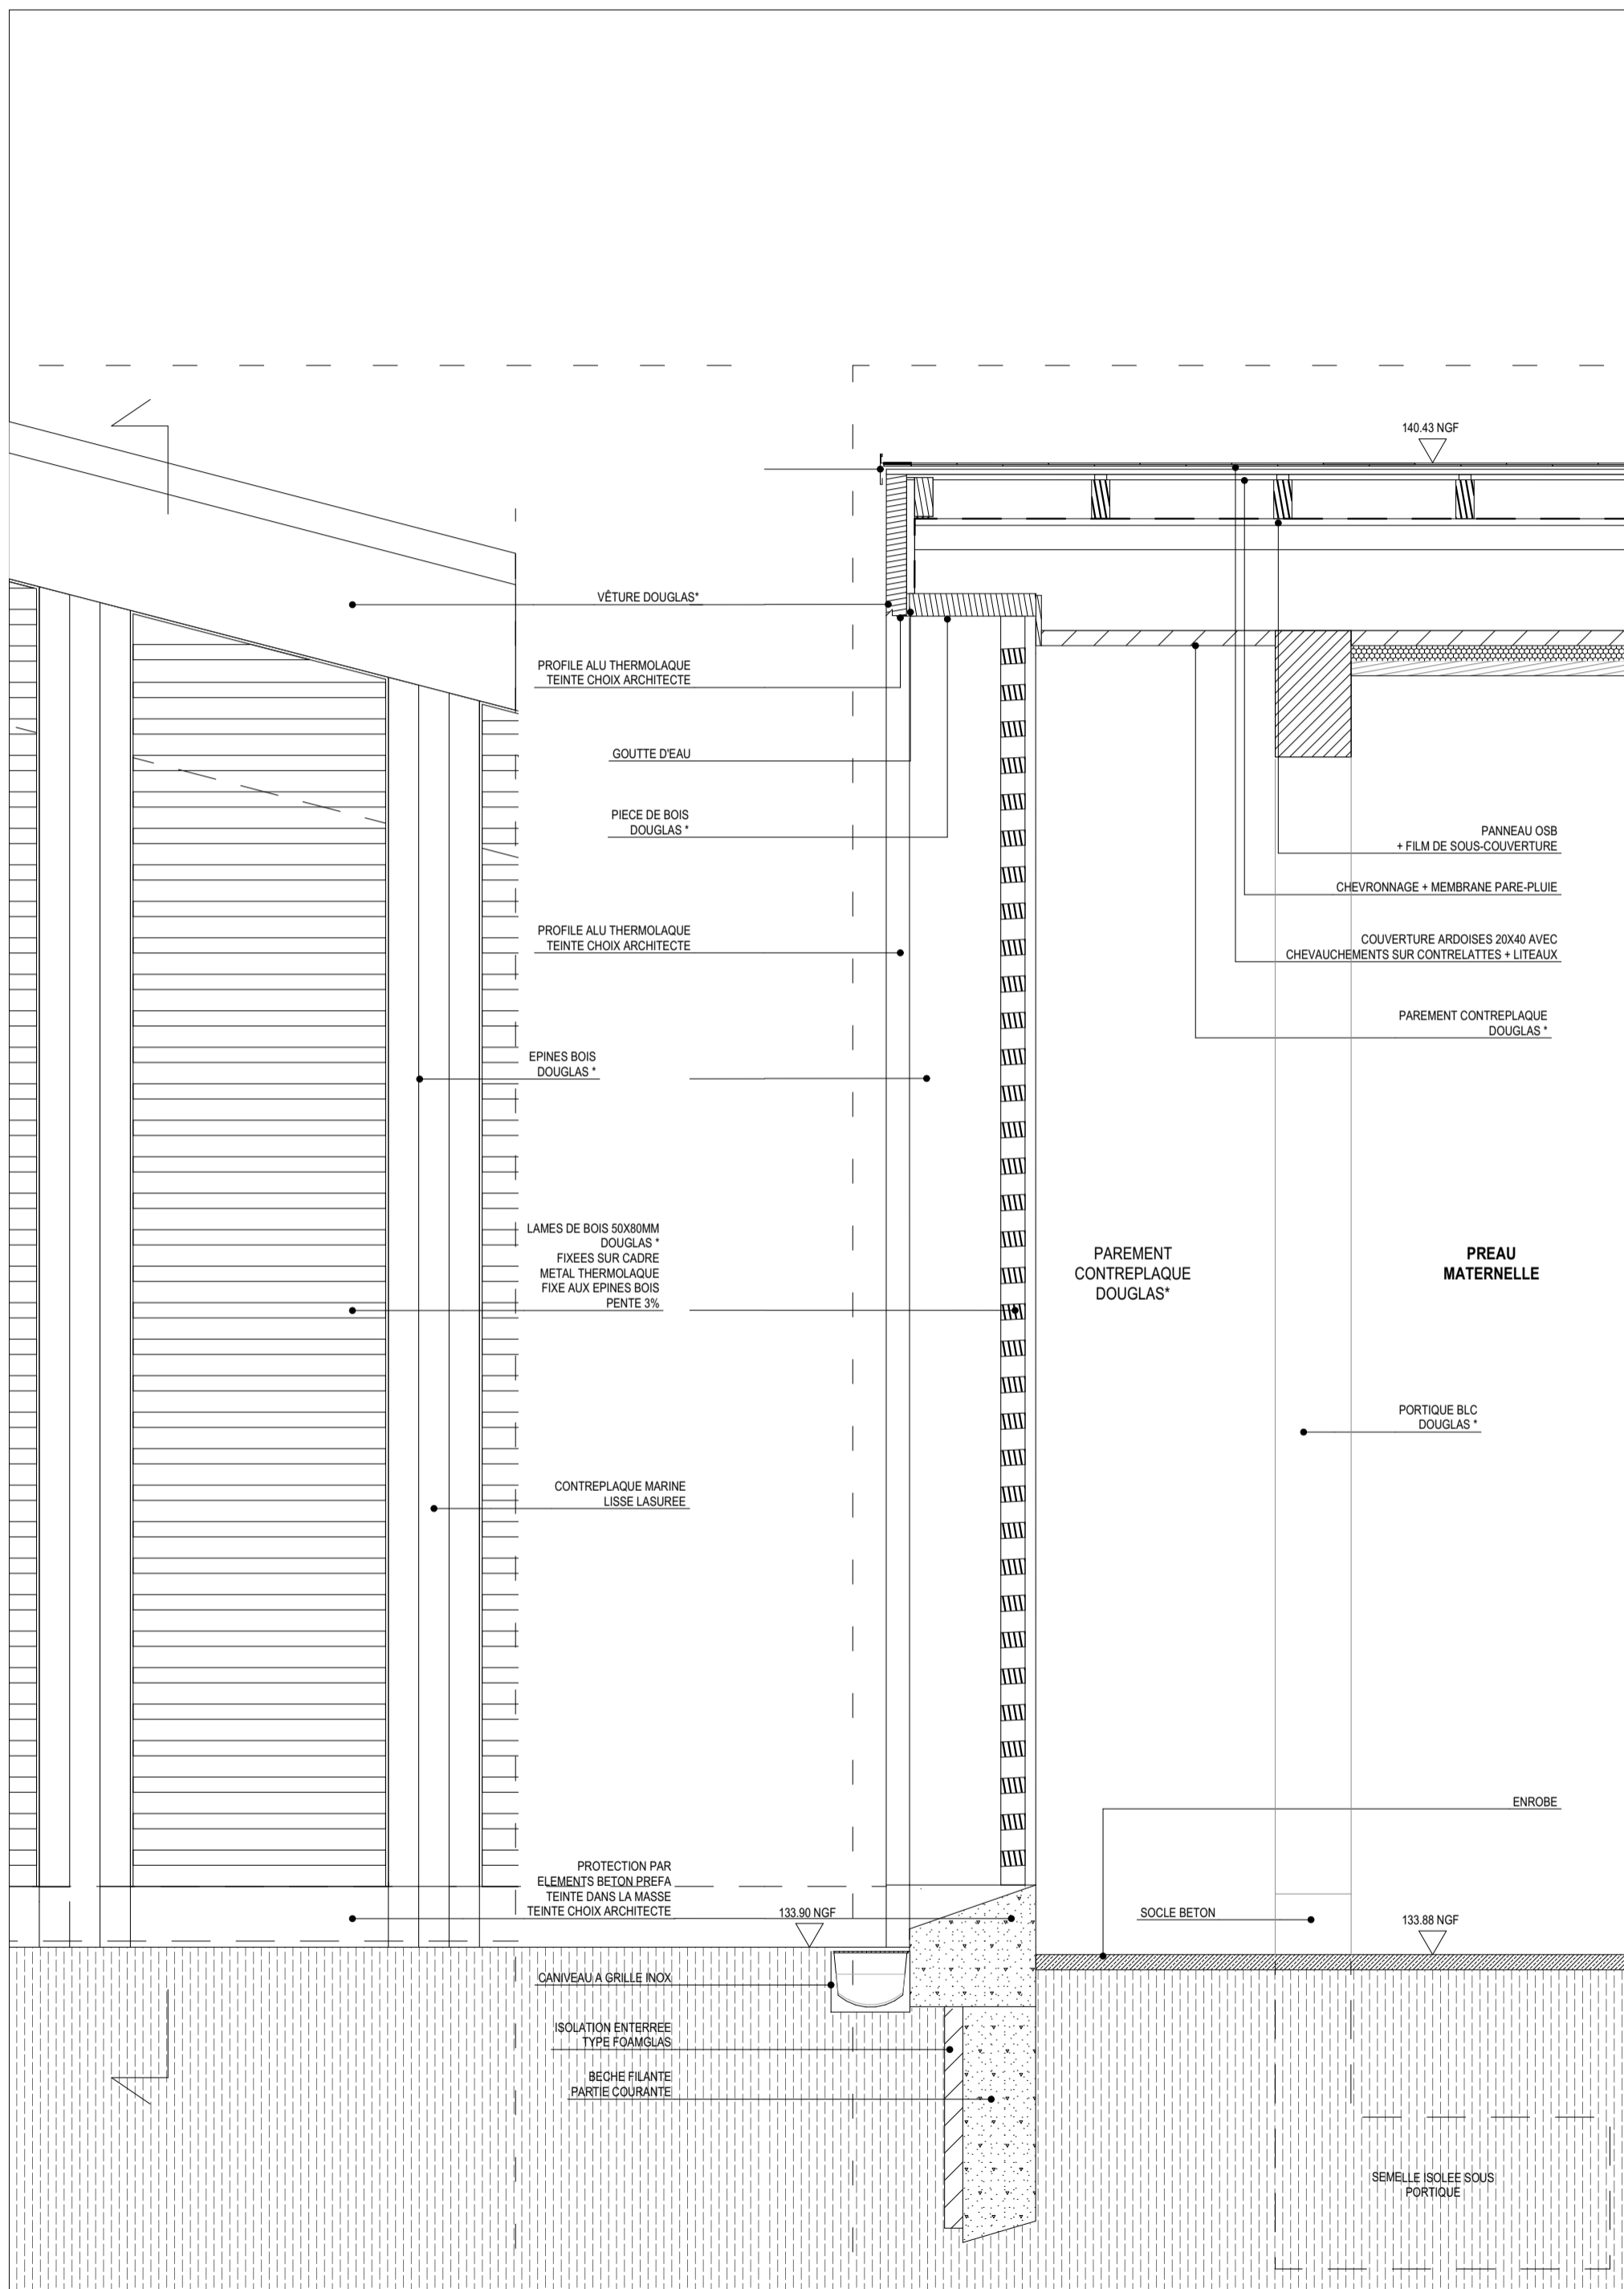 140.43 NGF
VÊTURE DOUGLAS*
PROFILE ALU THERMOLAQUE
TEINTE CHOIX ARCHITECTE
GOUTTE D'EAU
PIECE DE BOIS
DOUGLAS *
PANNEAU OSB
+ FILM DE SOUS-COUVERTURE
CHEVRONNAGE + MEMBRANE PARE-PLUIE
PROFILE ALU THERMOLAQUE
TEINTE CHOIX ARCHITECTE
COUVERTURE ARDOISES 20X40 AVEC
CHEVAUCHEMENTS SUR CONTRELATTES + LITEAUX
PAREMENT CONTREPLAQUE
DOUGLAS *
EPINES BOIS
DOUGLAS *
LAMES DE BOIS 50X80MM
DOUGLAS *
FIXEES SUR CADRE
METAL THERMOLAQUE
FIXE AUX EPINES BOIS
PENTE 3%
PAREMENT
CONTREPLAQUE
DOUGLAS*
PREAU
MATERNELLE
PORTIQUE BLC
DOUGLAS *
CONTREPLAQUE MARINE
LISSE LASUREE
ENROBE
PROTECTION PAR
ELEMENTS BETON PREFA
TEINTE DANS LA MASSE
TEINTE CHOIX ARCHITECTE
133.90 NGF
SOCLE BETON
133.88 NGF
CANIVEAU A GRILLE INOX
ISOLATION ENTERREE
TYPE FOAMGLAS
BECHE FILANTE
PARTIE COURANTE
SEMELLE ISOLEE SOUS
PORTIQUE